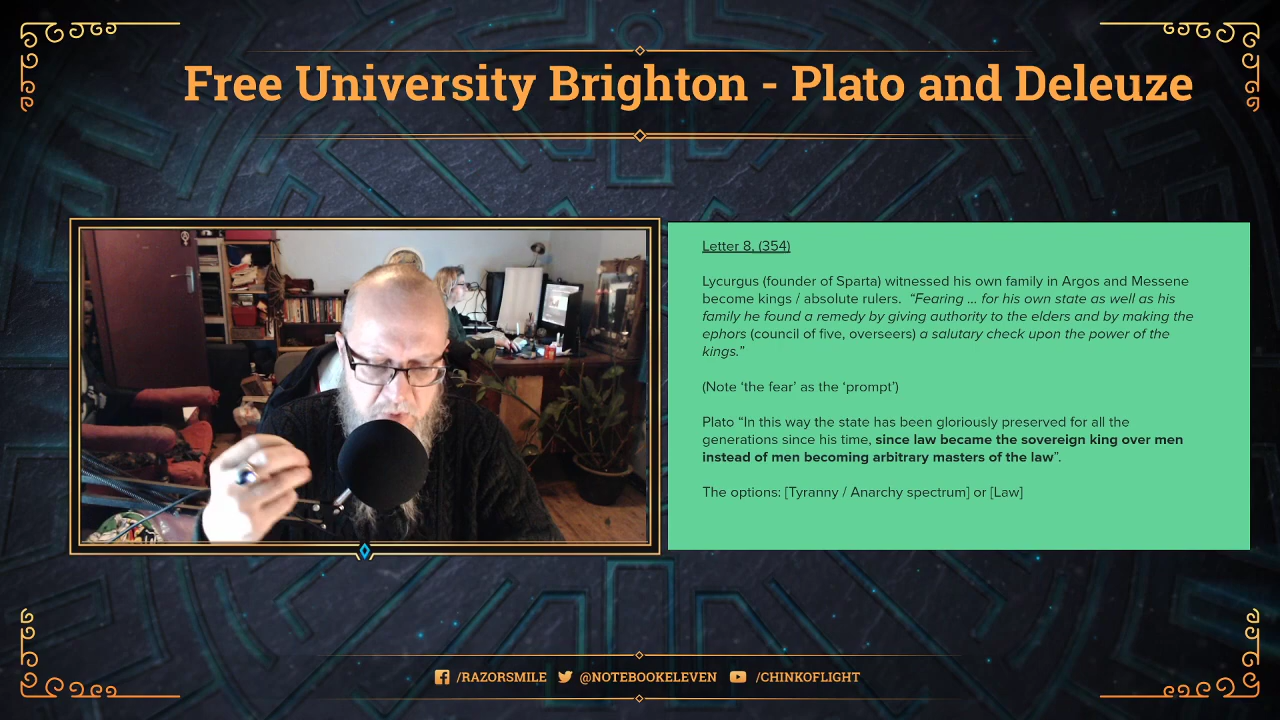 Free University Brighton - Plato and Deleuze
Letter 8, (354)
Lycurgus (founder of Sparta) witnessed his own family in Argos and Messene
become kings / absolute rulers. “Fearing ... for his own state as well as his
family he found a remedy by giving authority to the elders and by making the
ephors (council of five, overseers) a salutary check upon the power of the
kings.”
(Note ‘the fear’ as the ‘prompt’)
Plato “In this way the state has been gloriously preserved for all the
generations since his time, since law became the sovereign king over men
instead of men becoming arbitrary masters of the law”.
The options: [Tyranny / Anarchy spectrum] or [Law]
/RAZORSMILE @NOTEBOOKELEVEN /CHINKOFLIGHT